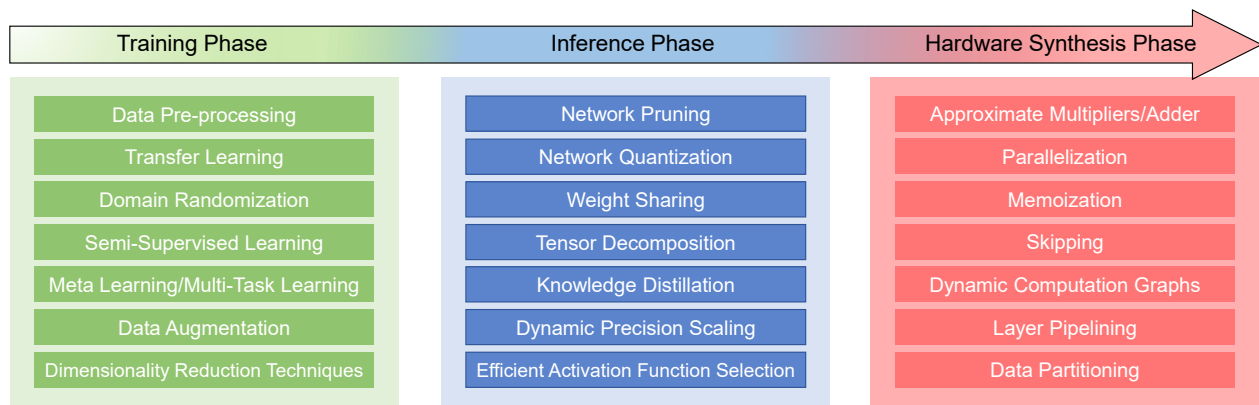 Training Phase
Inference Phase
Hardware Synthesis Phase
Data Pre-processing
Transfer Learning
Domain Randomization
Semi-Supervised Learning
Meta Learning/Multi-Task Learning
Data Augmentation
Dimensionality Reduction Techniques
Network Pruning
Network Quantization
Weight Sharing
Tensor Decomposition
Knowledge Distillation
Dynamic Precision Scaling
Efficient Activation Function Selection
Approximate Multipliers/Adder
Parallelization
Memoization
Skipping
Dynamic Computation Graphs
Layer Pipelining
Data Partitioning